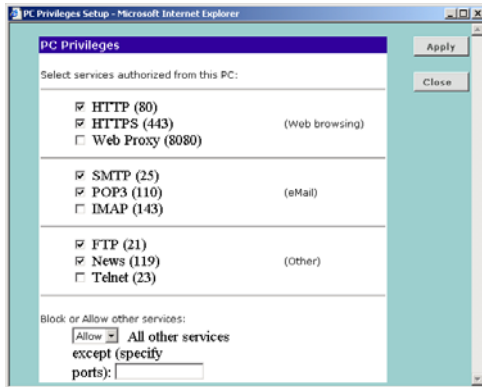 PC Privileges Setup - Microsoft Internet Explorer
PC Privileges
Apply
Select services authorized from this PC:
Close
HTTP (80)
HTTPS (443) (Web browsing)
Web Proxy (8080)
SMTP (25)
POP3 (110) (eMail)
IMAP (143)
FTP (21)
News (119) (Other)
Telnet (23)
Block or Allow other services:
Allow All other services
except (specify
ports):